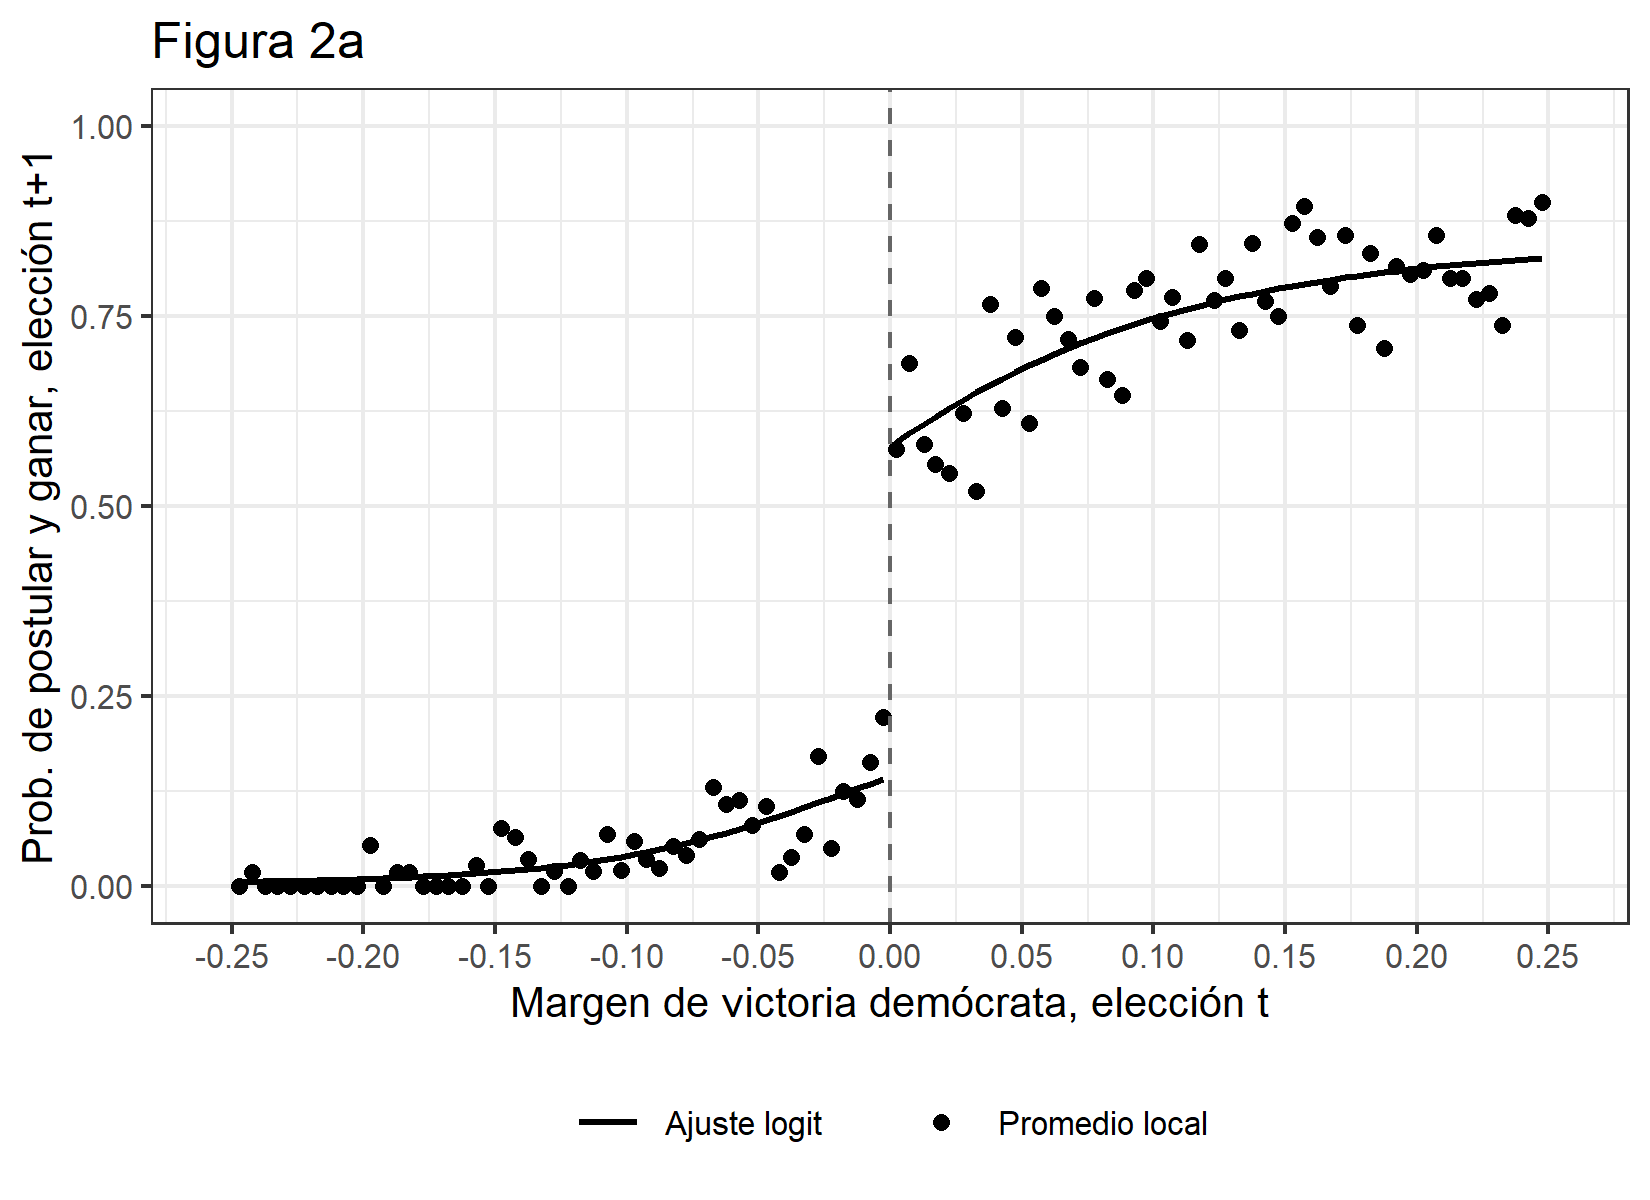 Figura 2a
Prob. de postular y ganar, elección t+1
1.00
0.75
0.50
0.25
0.00
-0.25 -0.20 -0.15 -0.10 -0.05 0.00 0.05 0.10 0.15 0.20 0.25
Margen de victoria demócrata, elección t
Ajuste logit Promedio local